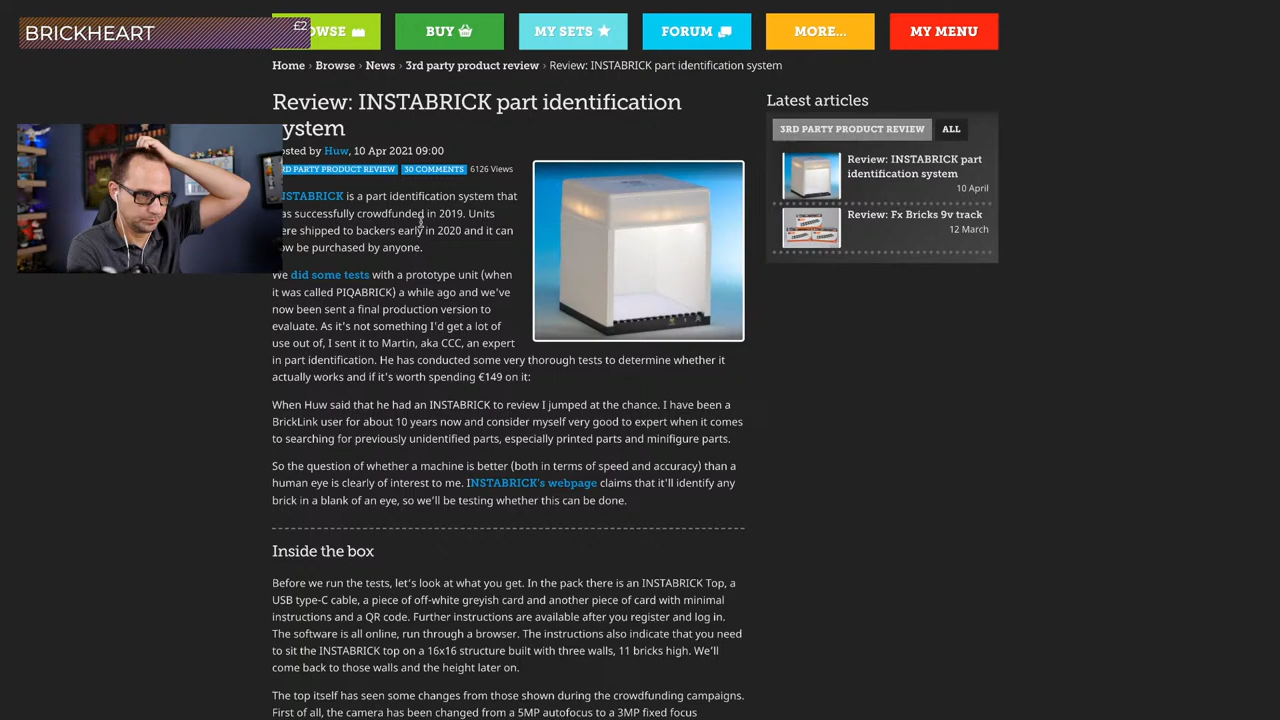 BRICKHEART
£2
OWSE
BUY
MY SETS
FORUM
MORE...
MY MENU
Home › Browse › News › 3rd party product review › Review: INSTABRICK part identification system
Review: INSTABRICK part identification
ystem
osted by Huw, 10 Apr 2021 09:00
RD PARTY PRODUCT REVIEW 30 COMMENTS 6126 Views
STABRICK is a part identification system that
as successfully crowdfunded in 2019. Units
ere shipped to backers early in 2020 and it can
ow be purchased by anyone.
We did some tests with a prototype unit (when
it was called PIQABRICK) a while ago and we've
now been sent a final production version to
evaluate. As it's not something I'd get a lot of
use out of, I sent it to Martin, aka CCC, an expert
in part identification. He has conducted some very thorough tests to determine whether it
actually works and if it's worth spending €149 on it:
When Huw said that he had an INSTABRICK to review I jumped at the chance. I have been a
BrickLink user for about 10 years now and consider myself very good to expert when it comes
to searching for previously unidentified parts, especially printed parts and minifigure parts.
So the question of whether a machine is better (both in terms of speed and accuracy) than a
human eye is clearly of interest to me. INSTABRICK's webpage claims that it'll identify any
brick in a blank of an eye, so we'll be testing whether this can be done.
Inside the box
Before we run the tests, let's look at what you get. In the pack there is an INSTABRICK Top, a
USB type-C cable, a piece of off-white greyish card and another piece of card with minimal
instructions and a QR code. Further instructions are available after you register and log in.
The software is all online, run through a browser. The instructions also indicate that you need
to sit the INSTABRICK top on a 16x16 structure built with three walls, 11 bricks high. We'll
come back to those walls and the height later on.
The top itself has seen some changes from those shown during the crowdfunding campaigns.
First of all, the camera has been changed from a 5MP autofocus to a 3MP fixed focus
Latest articles
3RD PARTY PRODUCT REVIEW ALL
Review: INSTABRICK part
identification system
10 April
Review: Fx Bricks 9v track
12 March